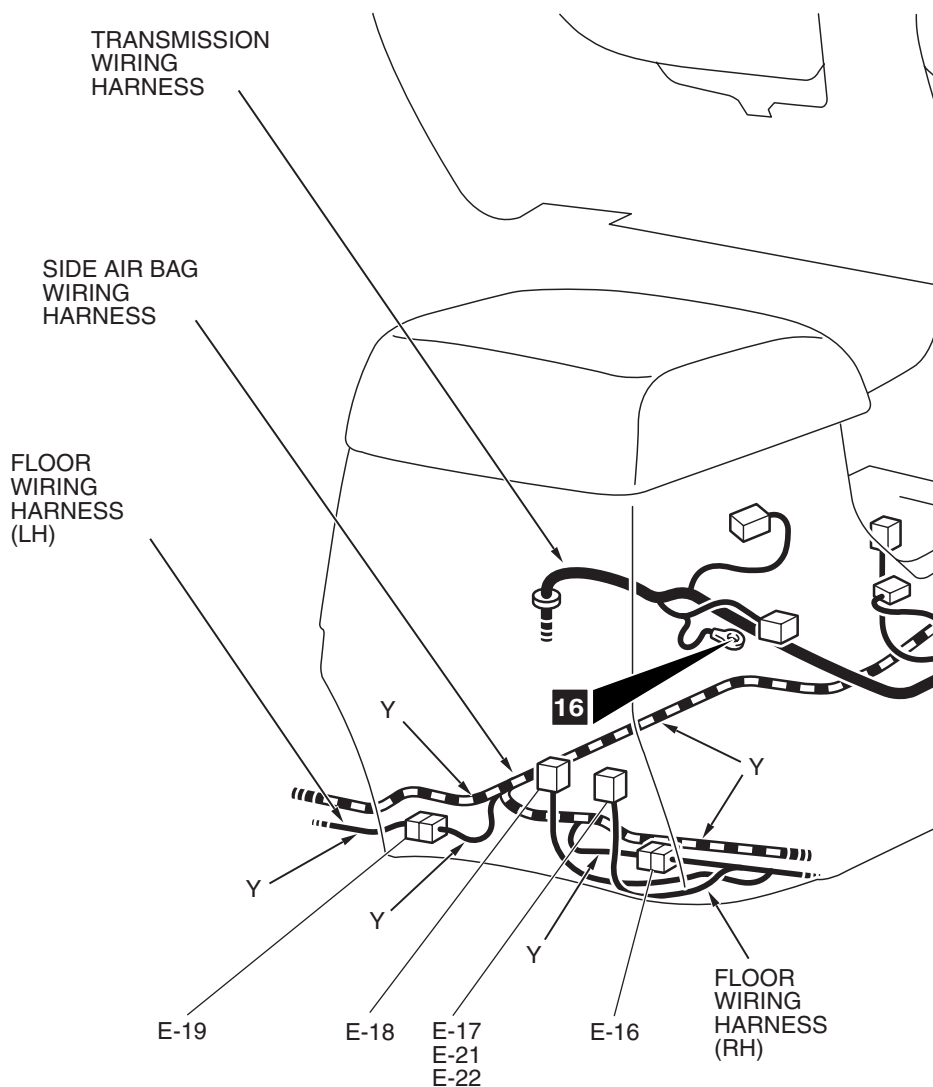 TRANSMISSION
WIRING
HARNESS
SIDE AIR BAG
WIRING
HARNESS
FLOOR
WIRING
HARNESS
(LH)
16
Y
Y
Y
Y
Y
E-19
E-18
E-17
E-21
E-22
E-16
FLOOR
WIRING
HARNESS
(RH)